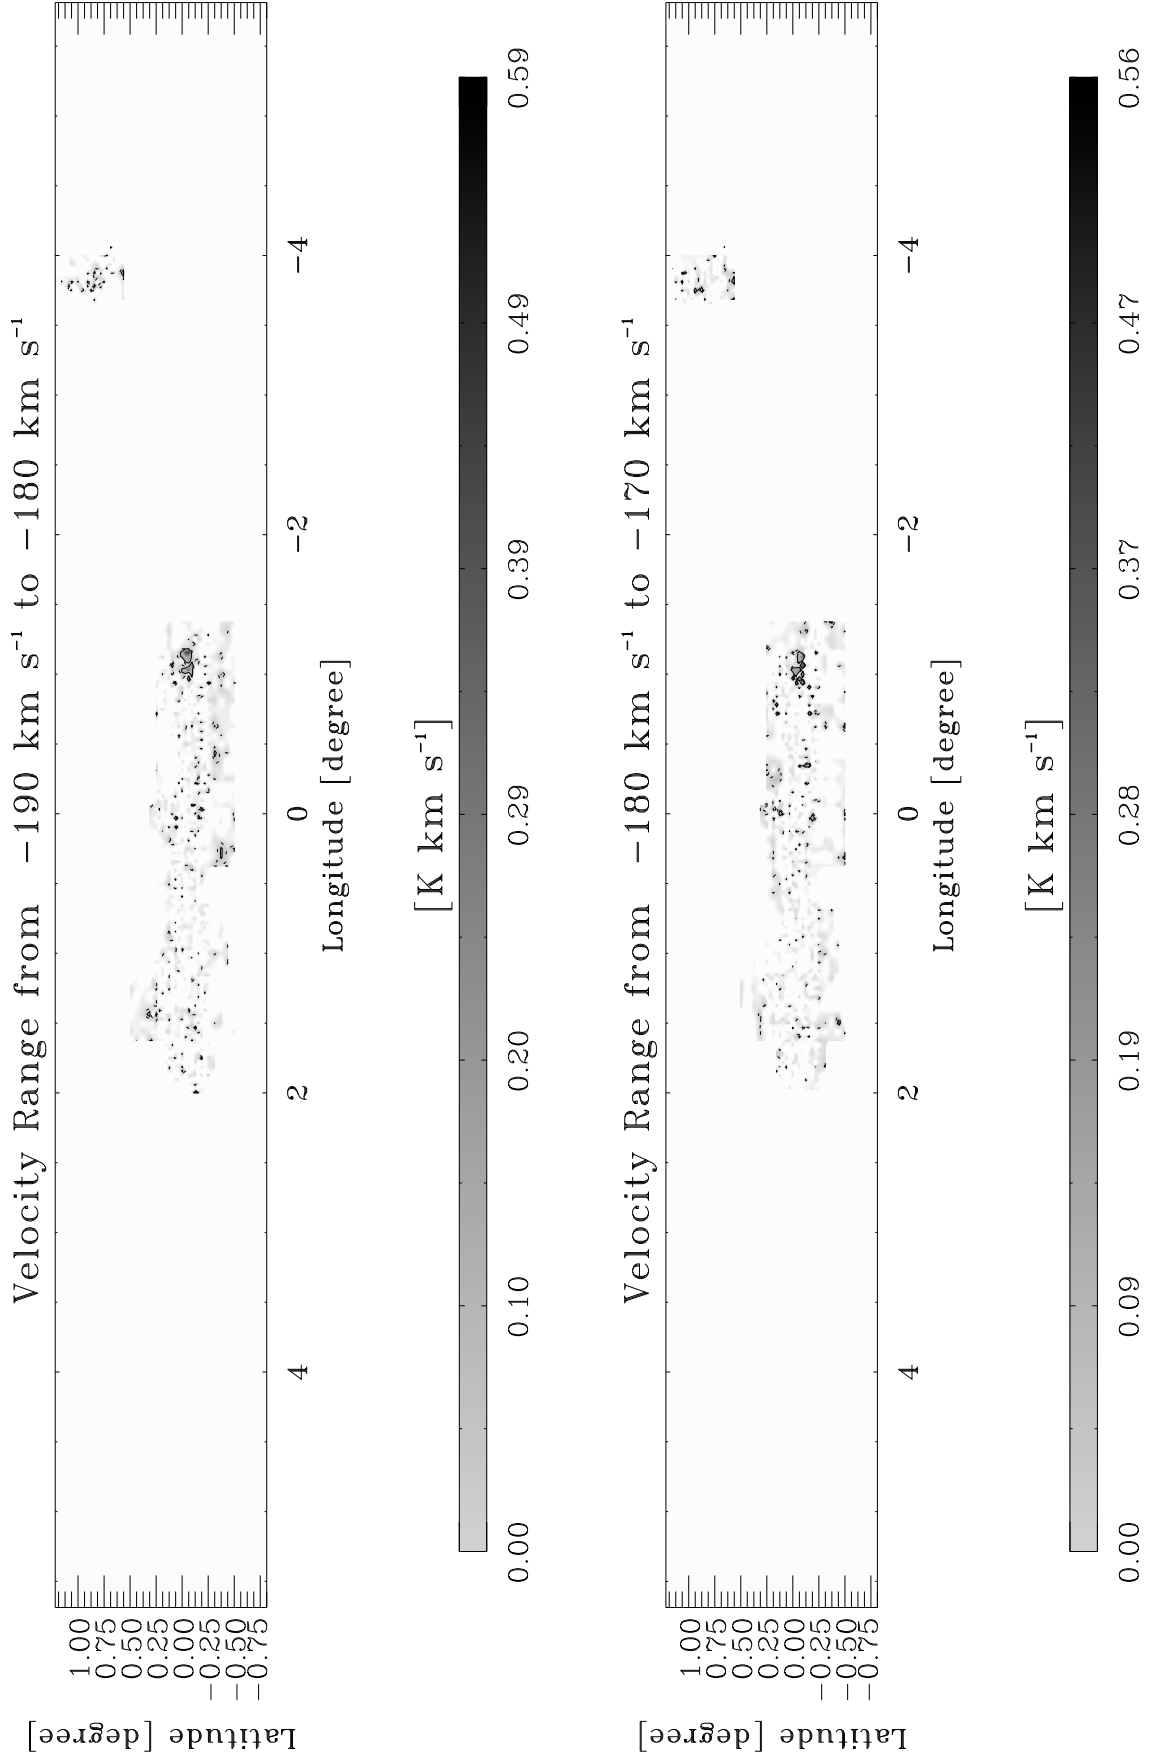 Velocity Range from −190 km s⁻¹ to −180 km s⁻¹
Latitude [degree]
1.00
0.75
0.50
0.25
0.00
−0.25
−0.50
−0.75
4 2 0 −2 −4
Longitude [degree]
[K km s⁻¹]
0.00 0.10 0.20 0.29 0.39 0.49 0.59
Velocity Range from −180 km s⁻¹ to −170 km s⁻¹
Latitude [degree]
1.00
0.75
0.50
0.25
0.00
−0.25
−0.50
−0.75
4 2 0 −2 −4
Longitude [degree]
[K km s⁻¹]
0.00 0.09 0.19 0.28 0.37 0.47 0.56